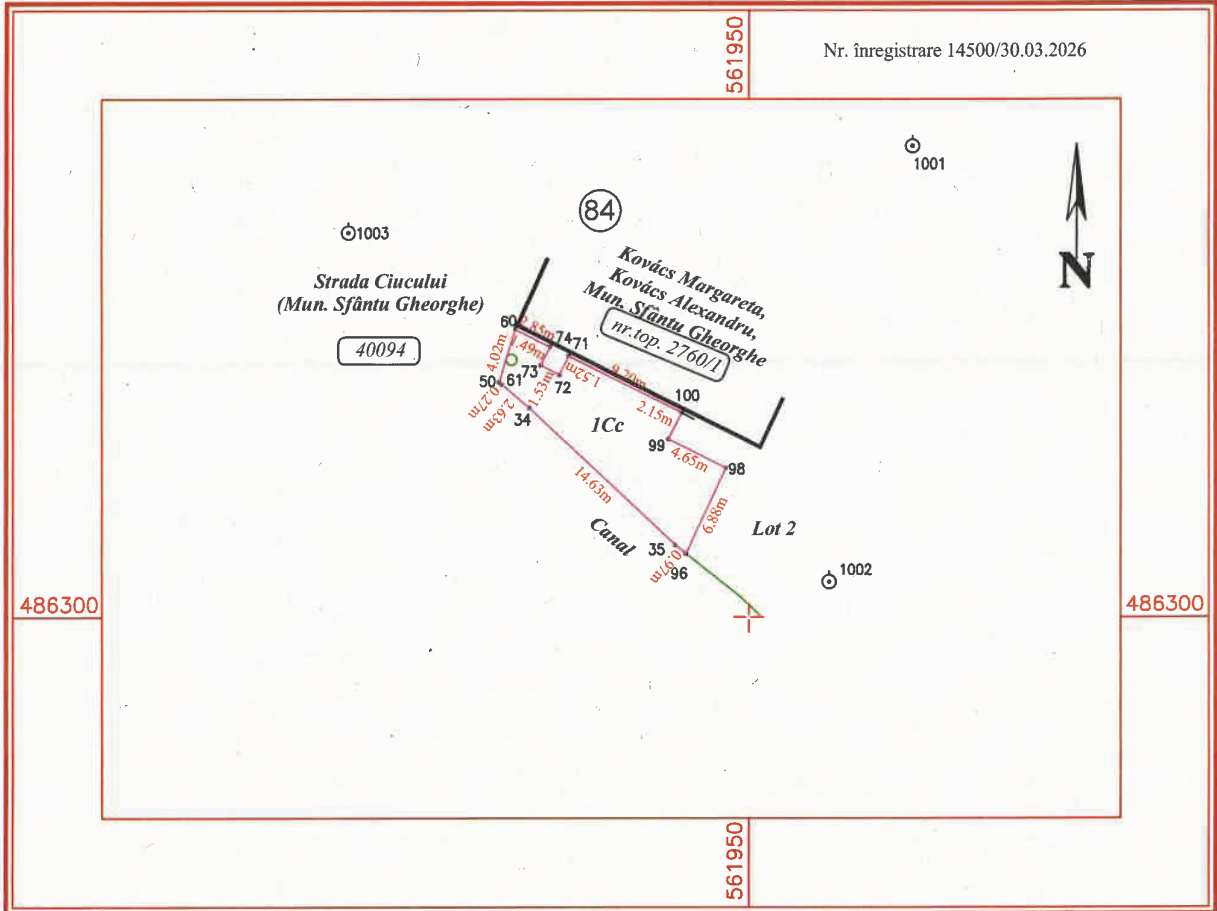 561950
Nr. înregistrare 14500/30.03.2026
1001
84
1003
Kovács Margareta,
Kovács Alexandru,
Mun. Sfântu Gheorghe
nr.top. 2760/1
Strada Ciucului
(Mun. Sfântu Gheorghe)
40094
60
2.85m
74
71
1.49m
4.02m
73
72
1.52m
9.20m
50
61
0.27m
2.63m
34
1.53m
100
2.15m
1Cc
99
4.65m
98
14.63m
6.88m
Canal
Lot 2
35
0.97m
96
1002
N
486300
486300
561950